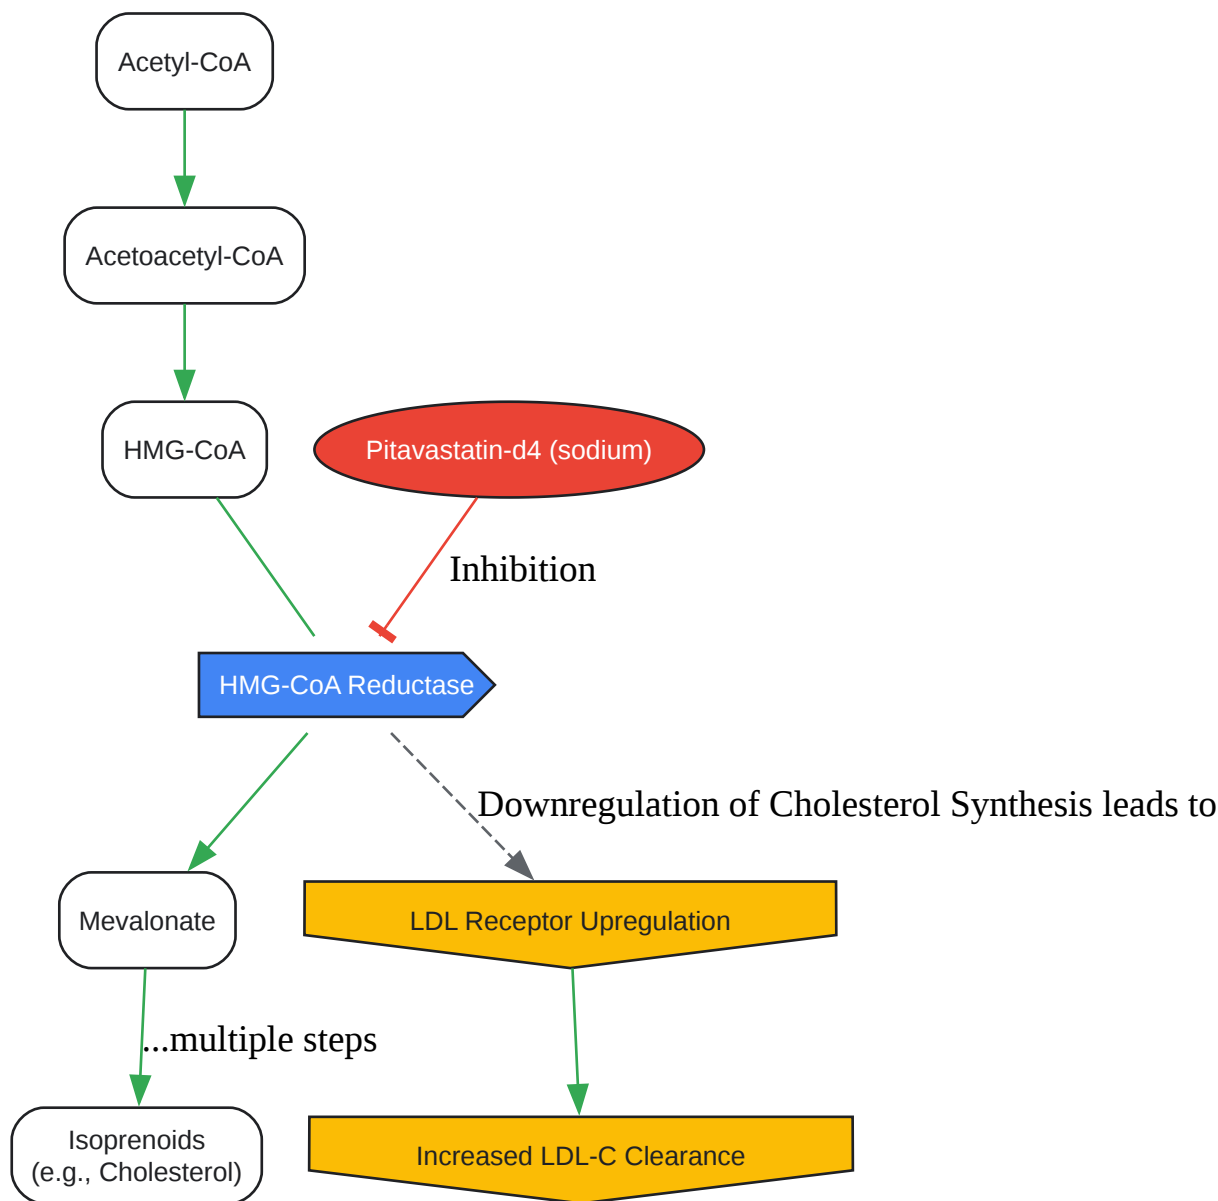 Acetyl-CoA
Acetoacetyl-CoA
HMG-CoA
Pitavastatin-d4 (sodium)
Inhibition
HMG-CoA Reductase
Downregulation of Cholesterol Synthesis leads to
Mevalonate
LDL Receptor Upregulation
...multiple steps
Isoprenoids
(e.g., Cholesterol)
Increased LDL-C Clearance